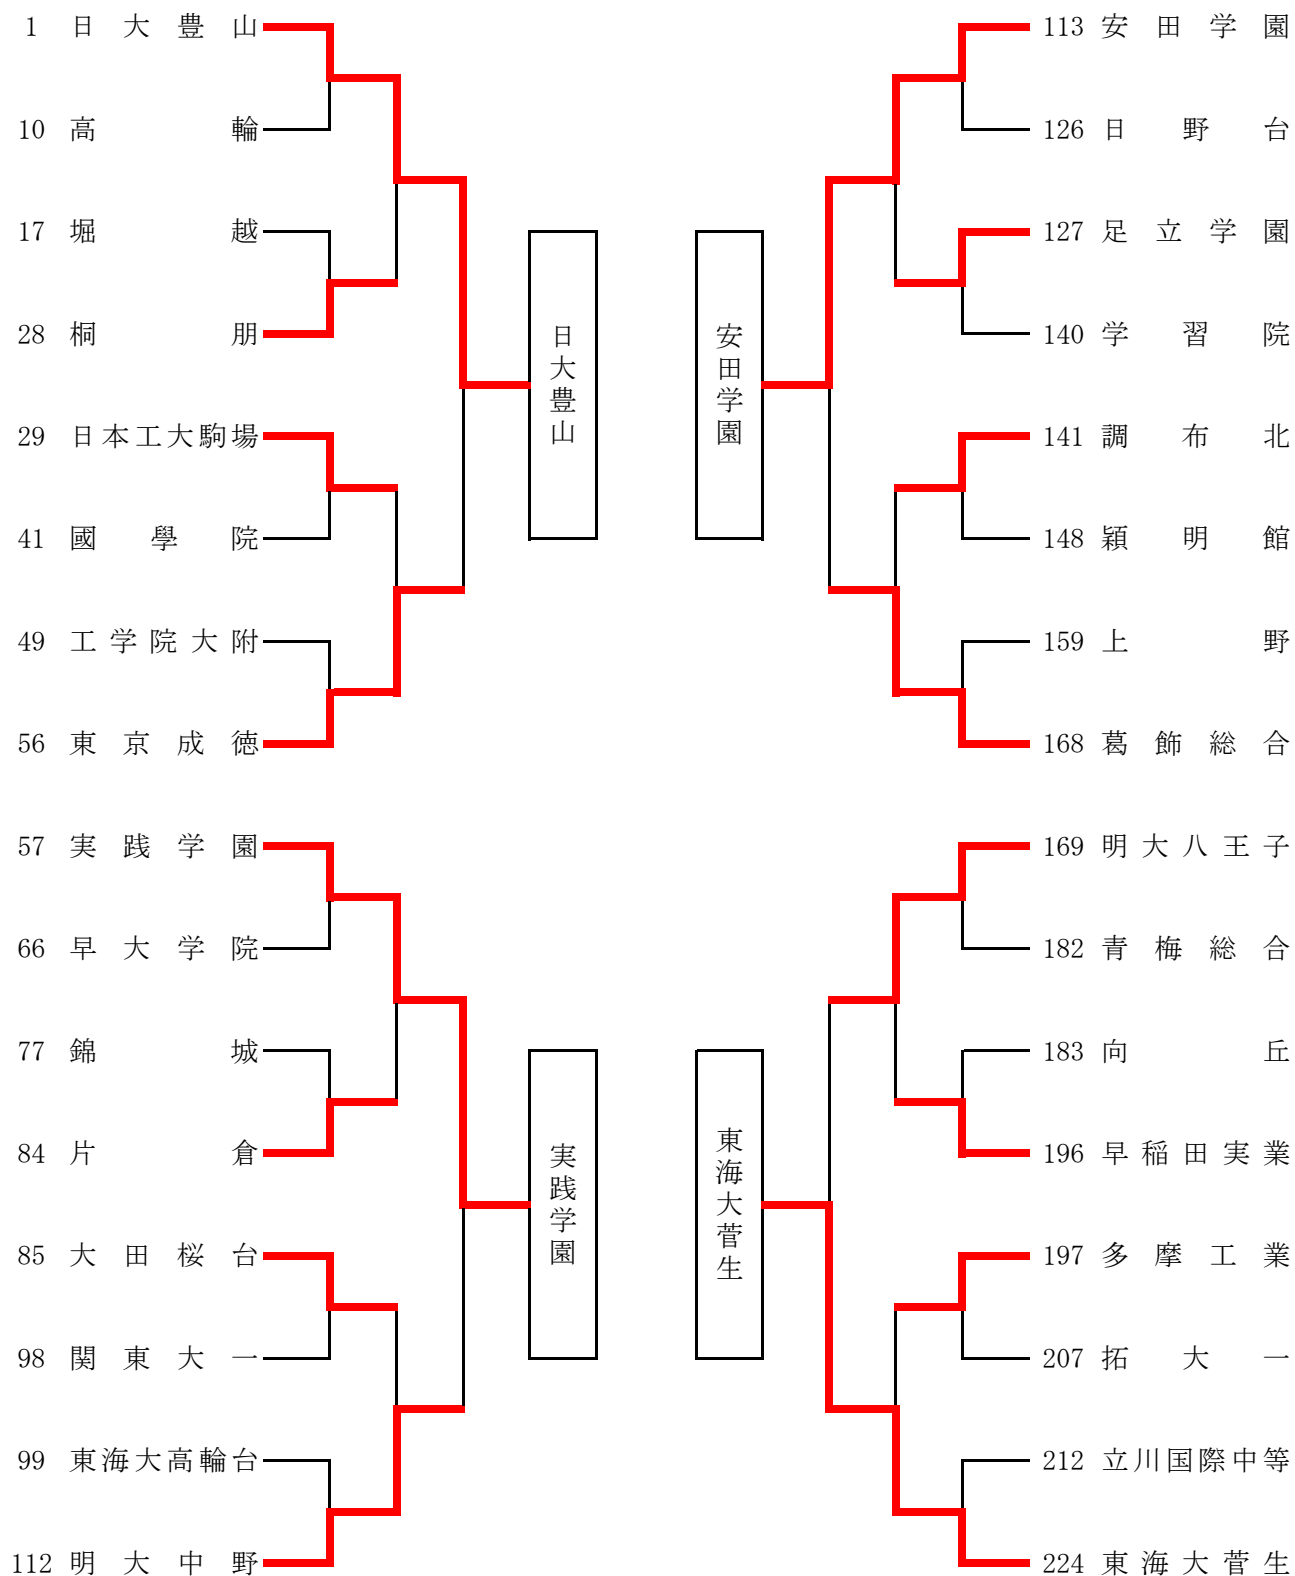 1 日大豊山
10 高輪
17 堀越
28 桐朋
29 日本工大駒場
41 國學院
49 工学院大附
56 東京成徳
57 実践学園
66 早大学院
77 錦城
84 片倉
85 大田桜台
98 関東大一
99 東海大高輪台
112 明大中野
日大豊山
実践学園
安田学園
東海大菅生
113 安田学園
126 日野台
127 足立学園
140 学習院
141 調布北
148 穎明館
159 上野
168 葛飾総合
169 明大八王子
182 青梅総合
183 向丘
196 早稲田実業
197 多摩工業
207 拓大一
212 立川国際中等
224 東海大菅生